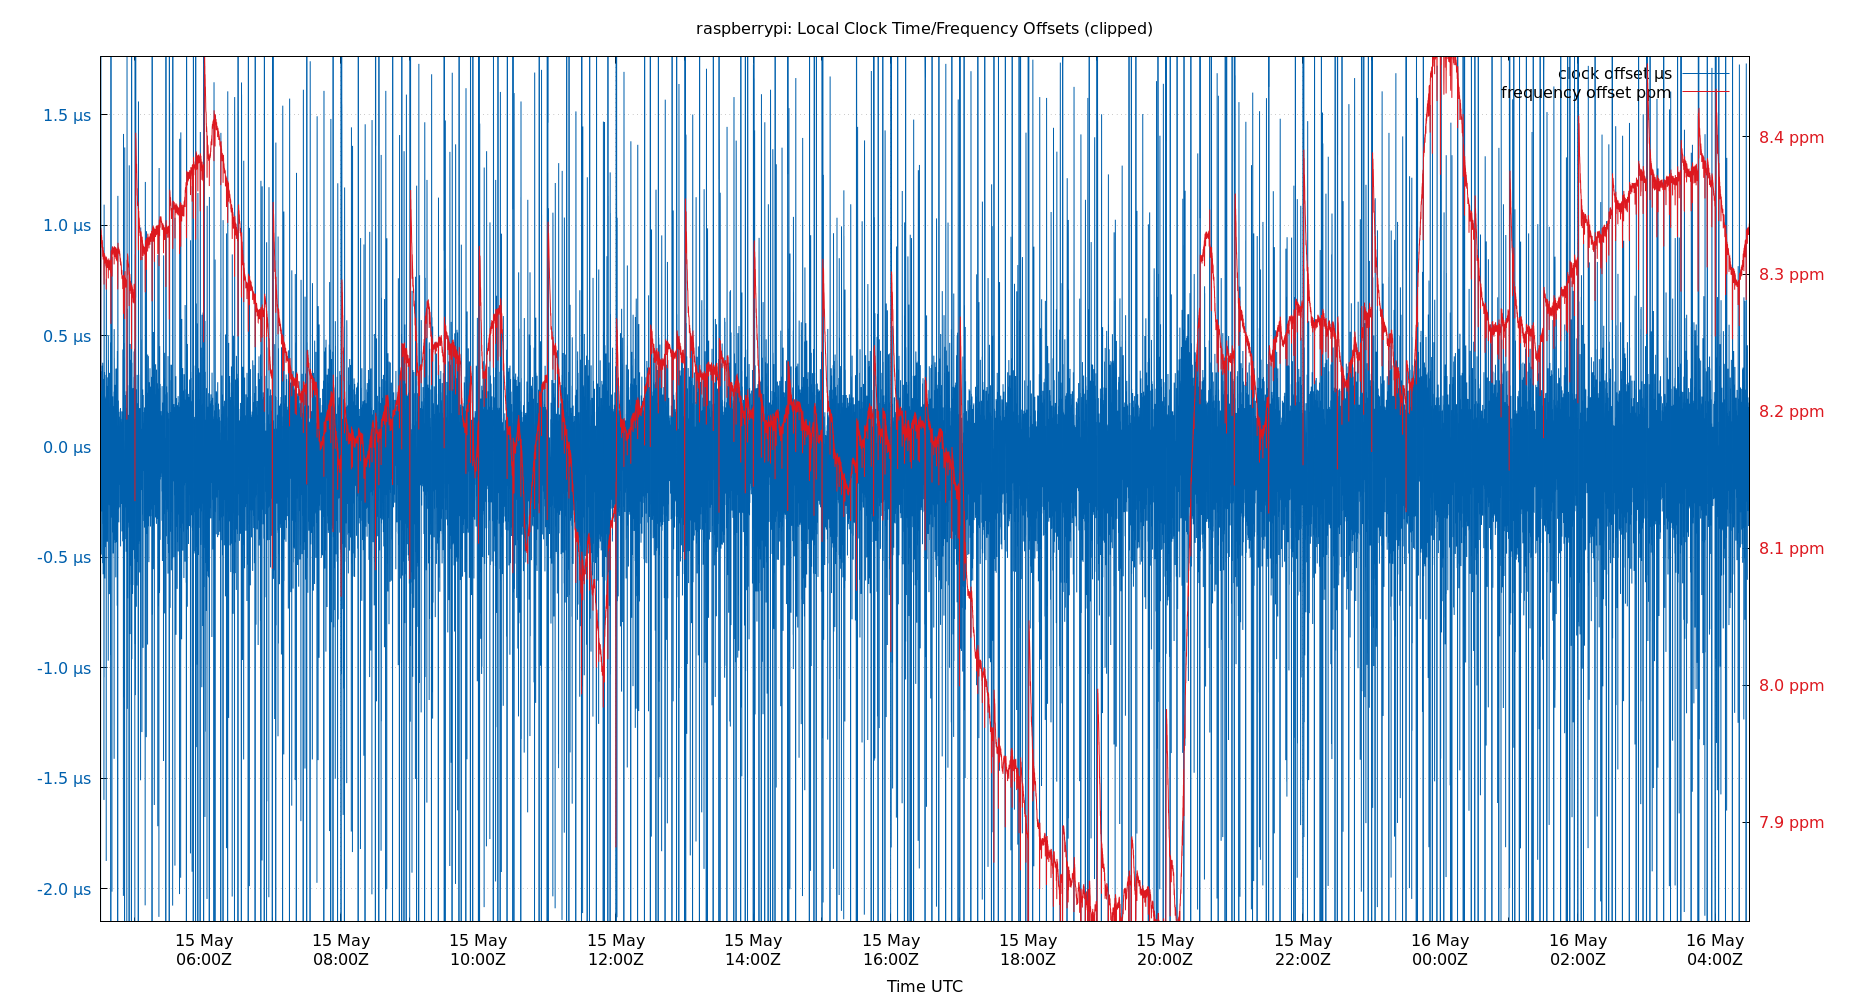 raspberrypi: Local Clock Time/Frequency Offsets (clipped)
clock offset µs
frequency offset ppm
1.5 µs
1.0 µs
0.5 µs
0.0 µs
-0.5 µs
-1.0 µs
-1.5 µs
-2.0 µs
8.4 ppm
8.3 ppm
8.2 ppm
8.1 ppm
8.0 ppm
7.9 ppm
15 May 15 May 15 May 15 May 15 May 15 May 15 May 15 May 15 May 16 May 16 May 16 May
06:00Z 08:00Z 10:00Z 12:00Z 14:00Z 16:00Z 18:00Z 20:00Z 22:00Z 00:00Z 02:00Z 04:00Z
Time UTC